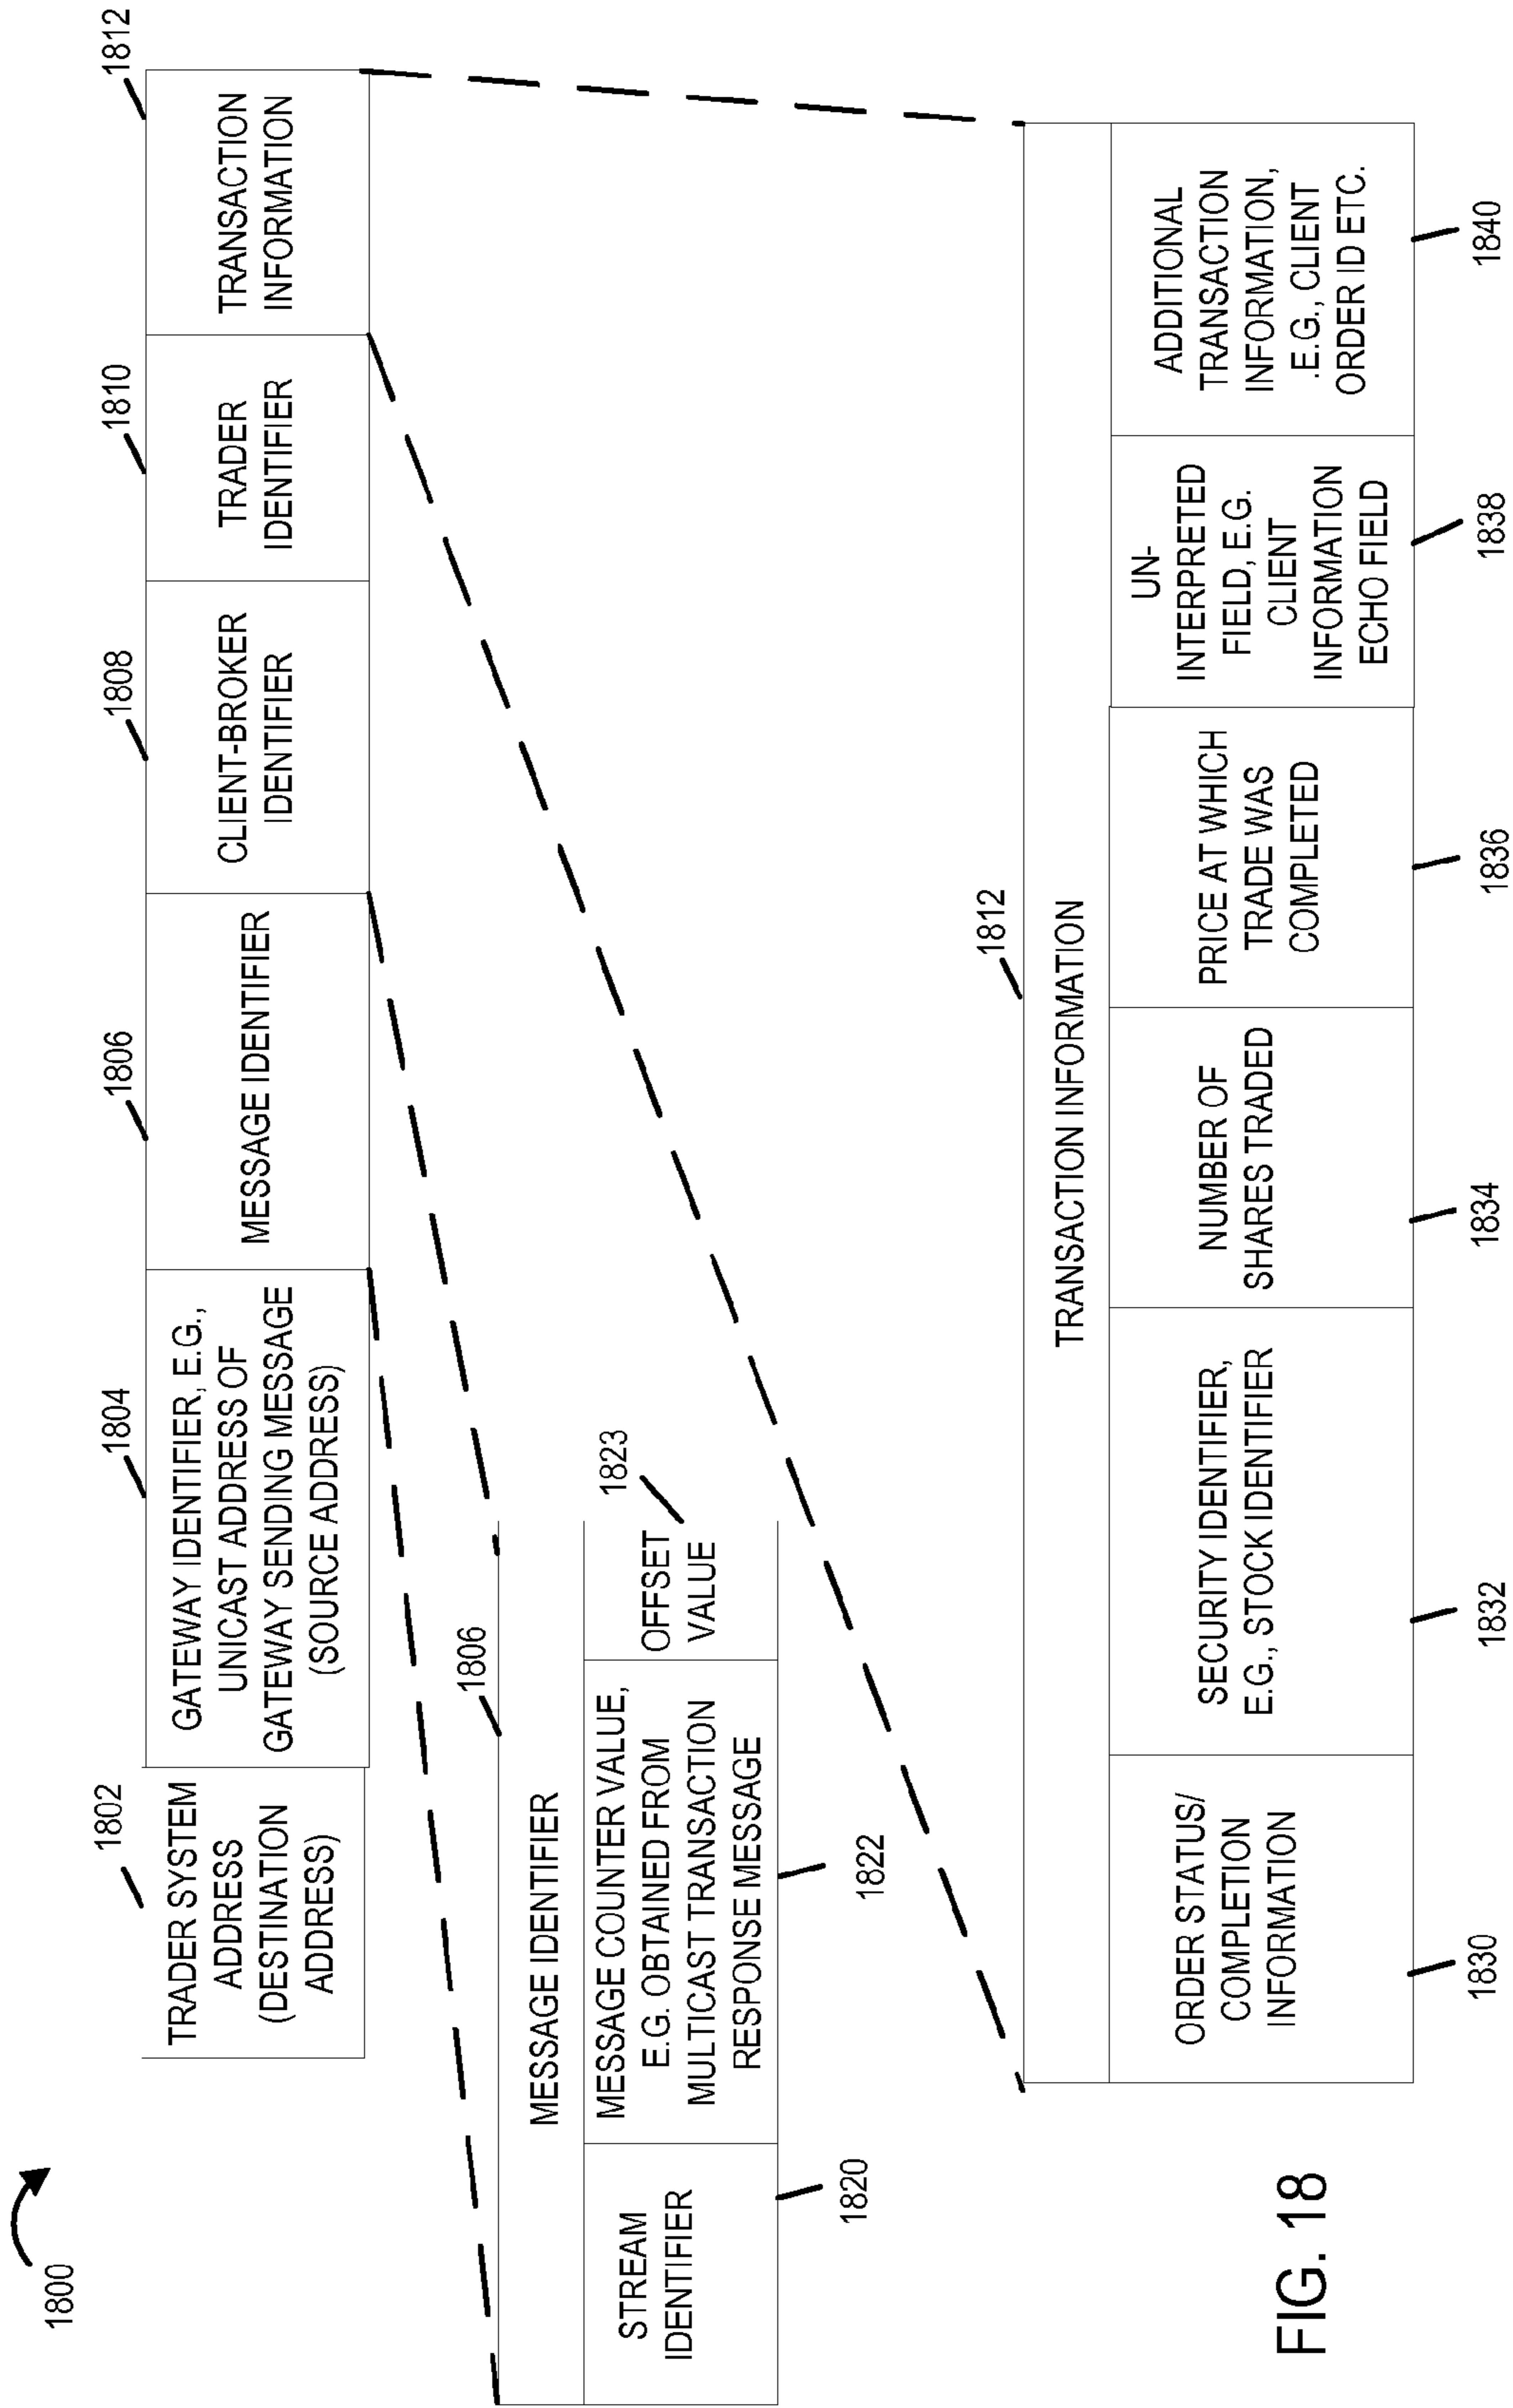 1800
1802
TRADER SYSTEM
ADDRESS
(DESTINATION
ADDRESS)
1804
GATEWAY IDENTIFIER, E.G.,
UNICAST ADDRESS OF
GATEWAY SENDING MESSAGE
(SOURCE ADDRESS)
1806
MESSAGE IDENTIFIER
1808
CLIENT-BROKER
IDENTIFIER
1810
TRADER
IDENTIFIER
1812
TRANSACTION
INFORMATION
1806
MESSAGE IDENTIFIER
STREAM
IDENTIFIER
1820
MESSAGE COUNTER VALUE,
E.G. OBTAINED FROM
MULTICAST TRANSACTION
RESPONSE MESSAGE
1822
OFFSET
VALUE
1823
1812
TRANSACTION INFORMATION
ORDER STATUS/
COMPLETION
INFORMATION
1830
SECURITY IDENTIFIER,
E.G., STOCK IDENTIFIER
1832
NUMBER OF
SHARES TRADED
1834
PRICE AT WHICH
TRADE WAS
COMPLETED
1836
UN-
INTERPRETED
FIELD, E.G.
CLIENT
INFORMATION
ECHO FIELD
1838
ADDITIONAL
TRANSACTION
INFORMATION,
.E.G., CLIENT
ORDER ID ETC.
1840
FIG. 18